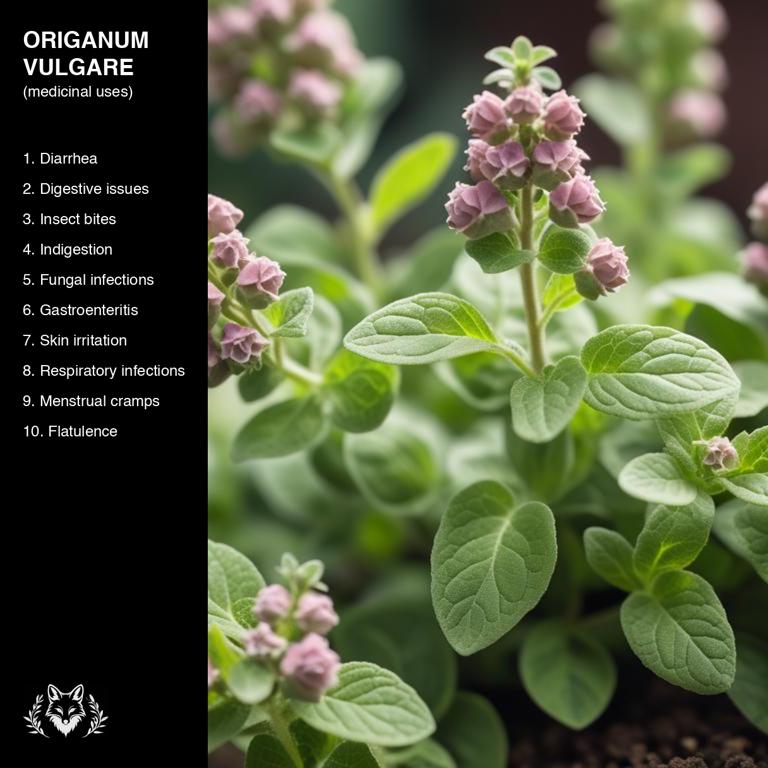 ORIGANUM
VULGARE
(medicinal uses)
1. Diarrhea
2. Digestive issues
3. Insect bites
4. Indigestion
5. Fungal infections
6. Gastroenteritis
7. Skin irritation
8. Respiratory infections
9. Menstrual cramps
10. Flatulence